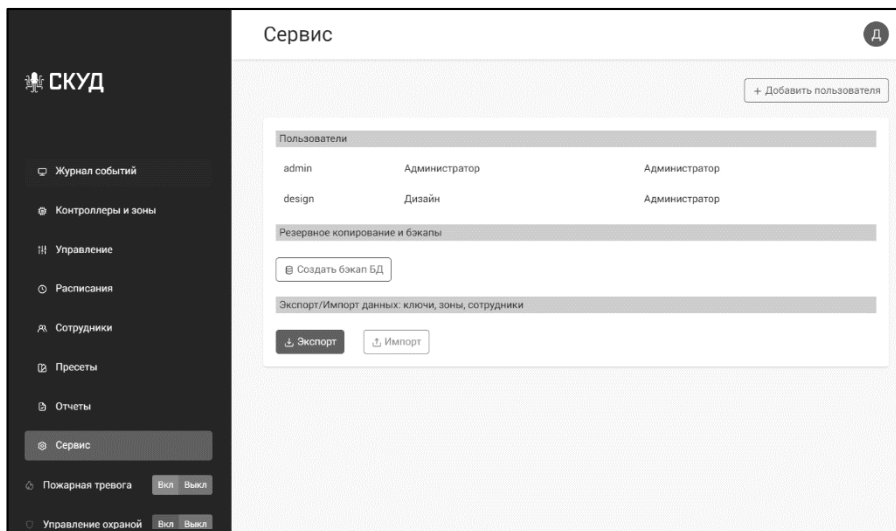 СКУД
Журнал событий
Контроллеры и зоны
Управление
Расписания
Сотрудники
Пресеты
Отчеты
Сервис
Пожарная тревога Вкл Выкл
Управление охраной Вкл Выкл
Сервис
Д
+ Добавить пользователя
Пользователи
admin Администратор Администратор
design Дизайн Администратор
Резервное копирование и бэкапы
Создать бэкап БД
Экспорт/Импорт данных: ключи, зоны, сотрудники
Экспорт Импорт